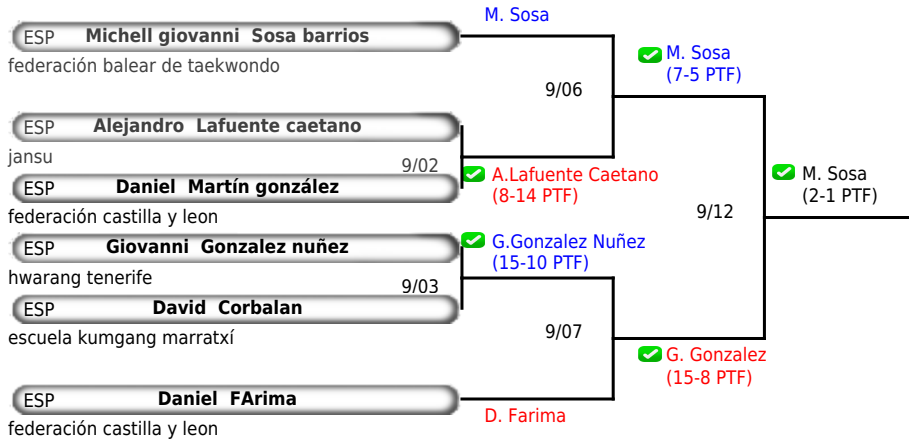 M. Sosa
ESP Michell giovanni Sosa barrios
federación balear de taekwondo
M. Sosa
(7-5 PTF)
9/06
ESP Alejandro Lafuente caetano
jansu
9/02
ESP Daniel Martín gonzález
federación castilla y leon
A.Lafuente Caetano
(8-14 PTF)
M. Sosa
(2-1 PTF)
9/12
ESP Giovanni Gonzalez nuñez
hwarang tenerife
G.Gonzalez Nuñez
(15-10 PTF)
9/03
ESP David Corbalan
escuela kumgang marratxí
9/07
G. Gonzalez
(15-8 PTF)
ESP Daniel FArima
federación castilla y leon
D. Farima